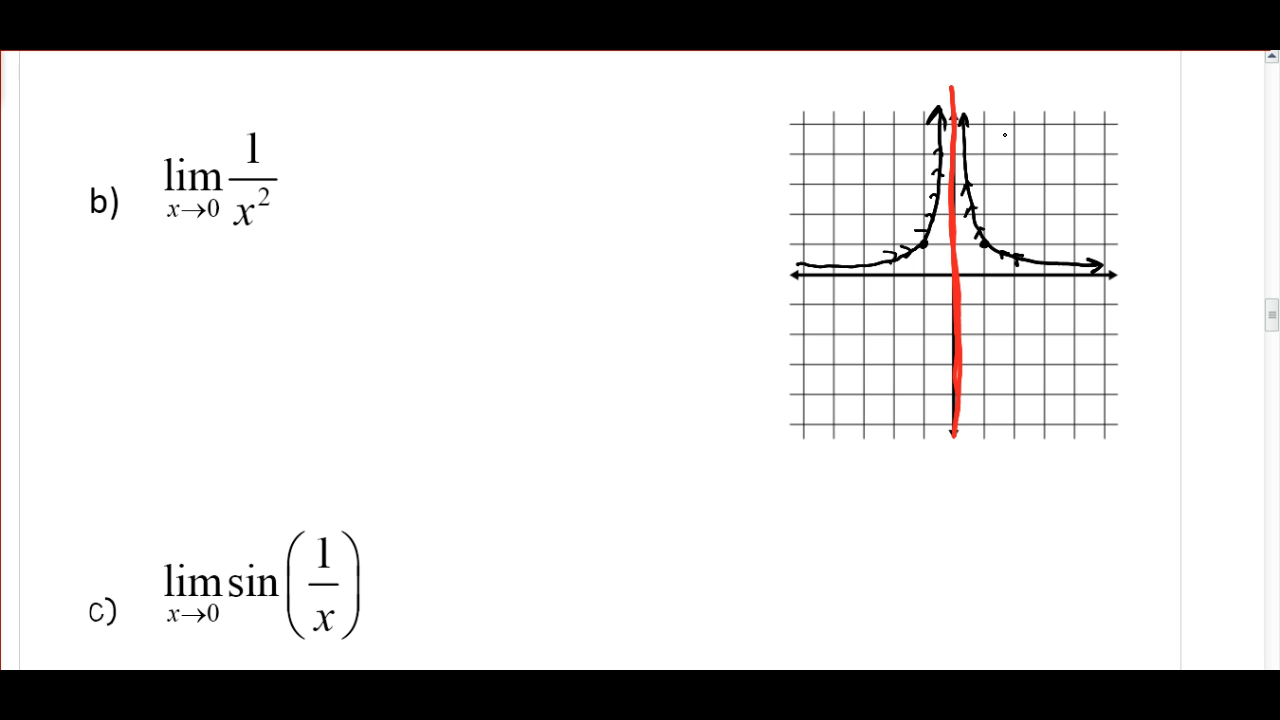 b) lim x→0 1/x²
c) lim x→0 sin(1/x)